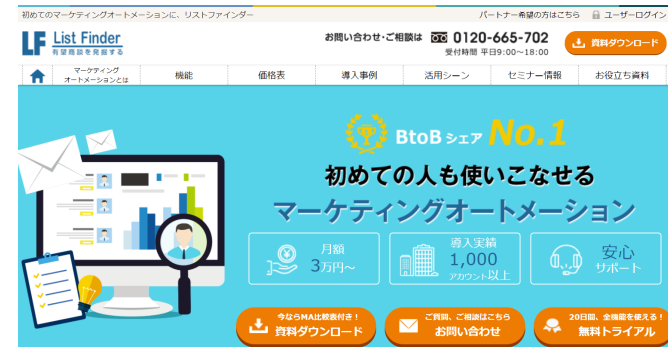 初めてのマーケティングオートメーションに、リストファインダー
パートナー希望の方はこちら
ユーザーログイン
LF List Finder
有望商談を発掘する
お問い合わせ・ご相談は 0120-665-702
受付時間 平日9:00~18:00
資料ダウンロード
マーケティング
オートメーションとは
機能
価格表
導入事例
活用シーン
セミナー情報
お役立ち資料
BtoB シェア No.1
初めての人も使いこなせる
マーケティングオートメーション
月額
3万円~
導入実績
1,000
アカウント以上
安心
サポート
今ならMA比較表付き!
資料ダウンロード
ご質問、ご相談はこちら
お問い合わせ
20日間、全機能を使える!
無料トライアル